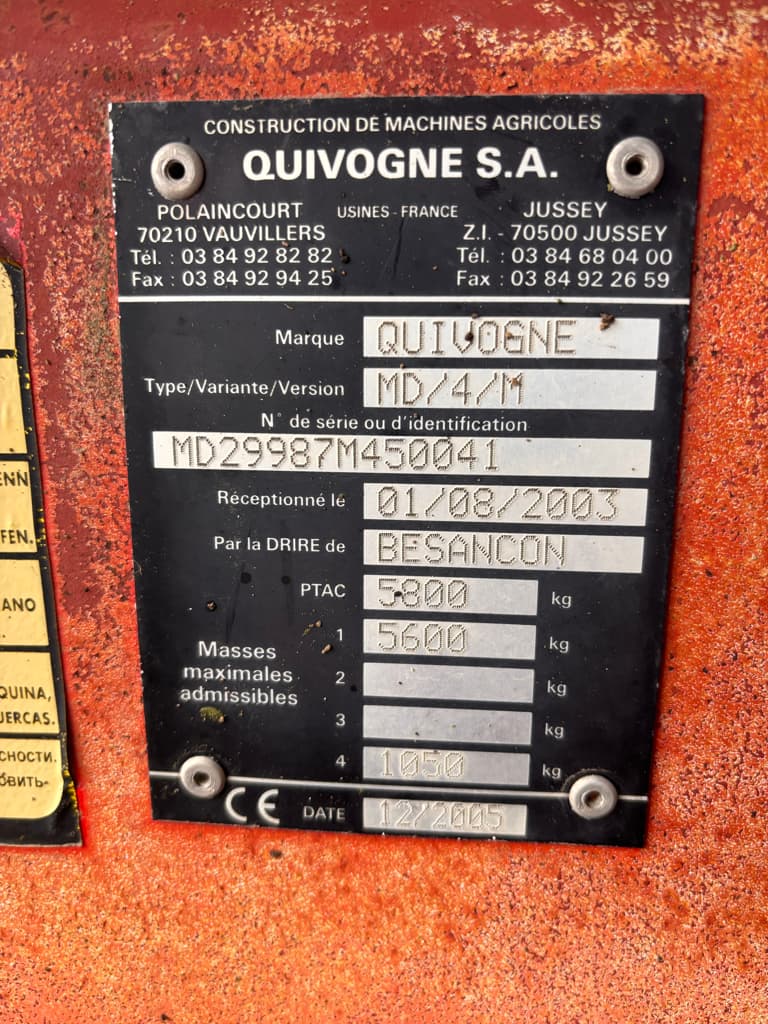 CONSTRUCTION DE MACHINES AGRICOLES
QUIVOGNE S.A.
POLAINCOURT USINES - FRANCE JUSSEY
70210 VAUVILLERS Z.I. - 70500 JUSSEY
Tél. : 03 84 92 82 82 Tél. : 03 84 68 04 00
Fax : 03 84 92 94 25 Fax : 03 84 92 26 59
Marque QUIVOGNE
Type/Variante/Version MD/4/M
N° de série ou d'identification
MD29987M450041
Réceptionné le 01/08/2003
Par la DRIRE de BESANCON
PTAC 5800 kg
Masses maximales admissibles
1 5600 kg
2 kg
3 kg
4 1050 kg
CE DATE 12/2005
ENN
FEN.
ANO
QUINA,
UERCAS.
СНОСТИ.
ОВИТЬ-